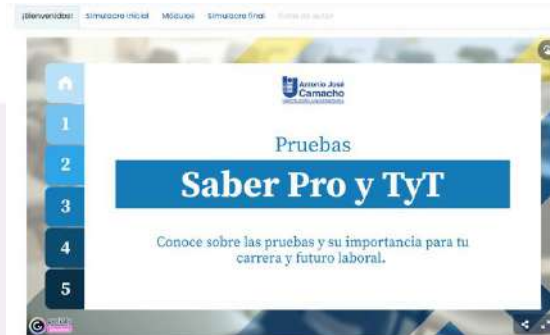 ¡Bienvenidos! Simulacro inicial Módulos Simulacro final
Antonio José
Camacho
Pruebas
Saber Pro y TyT
Conoce sobre las pruebas y su importancia para tu
carrera y futuro laboral.
1
2
3
4
5